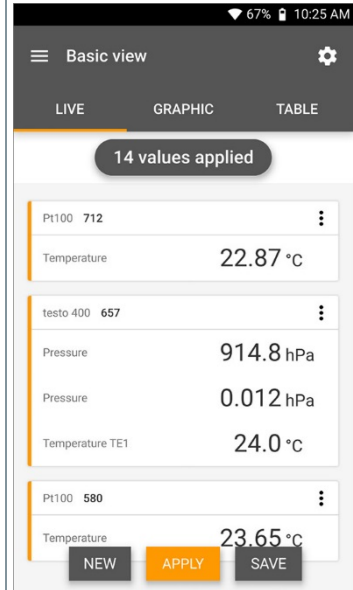 67% 10:25 AM
Basic view
LIVE GRAPHIC TABLE
14 values applied
Pt100 712
Temperature 22.87 °C
testo 400 657
Pressure 914.8 hPa
Pressure 0.012 hPa
Temperature TE1 24.0 °C
Pt100 580
Temperature 23.65 °C
NEW APPLY SAVE